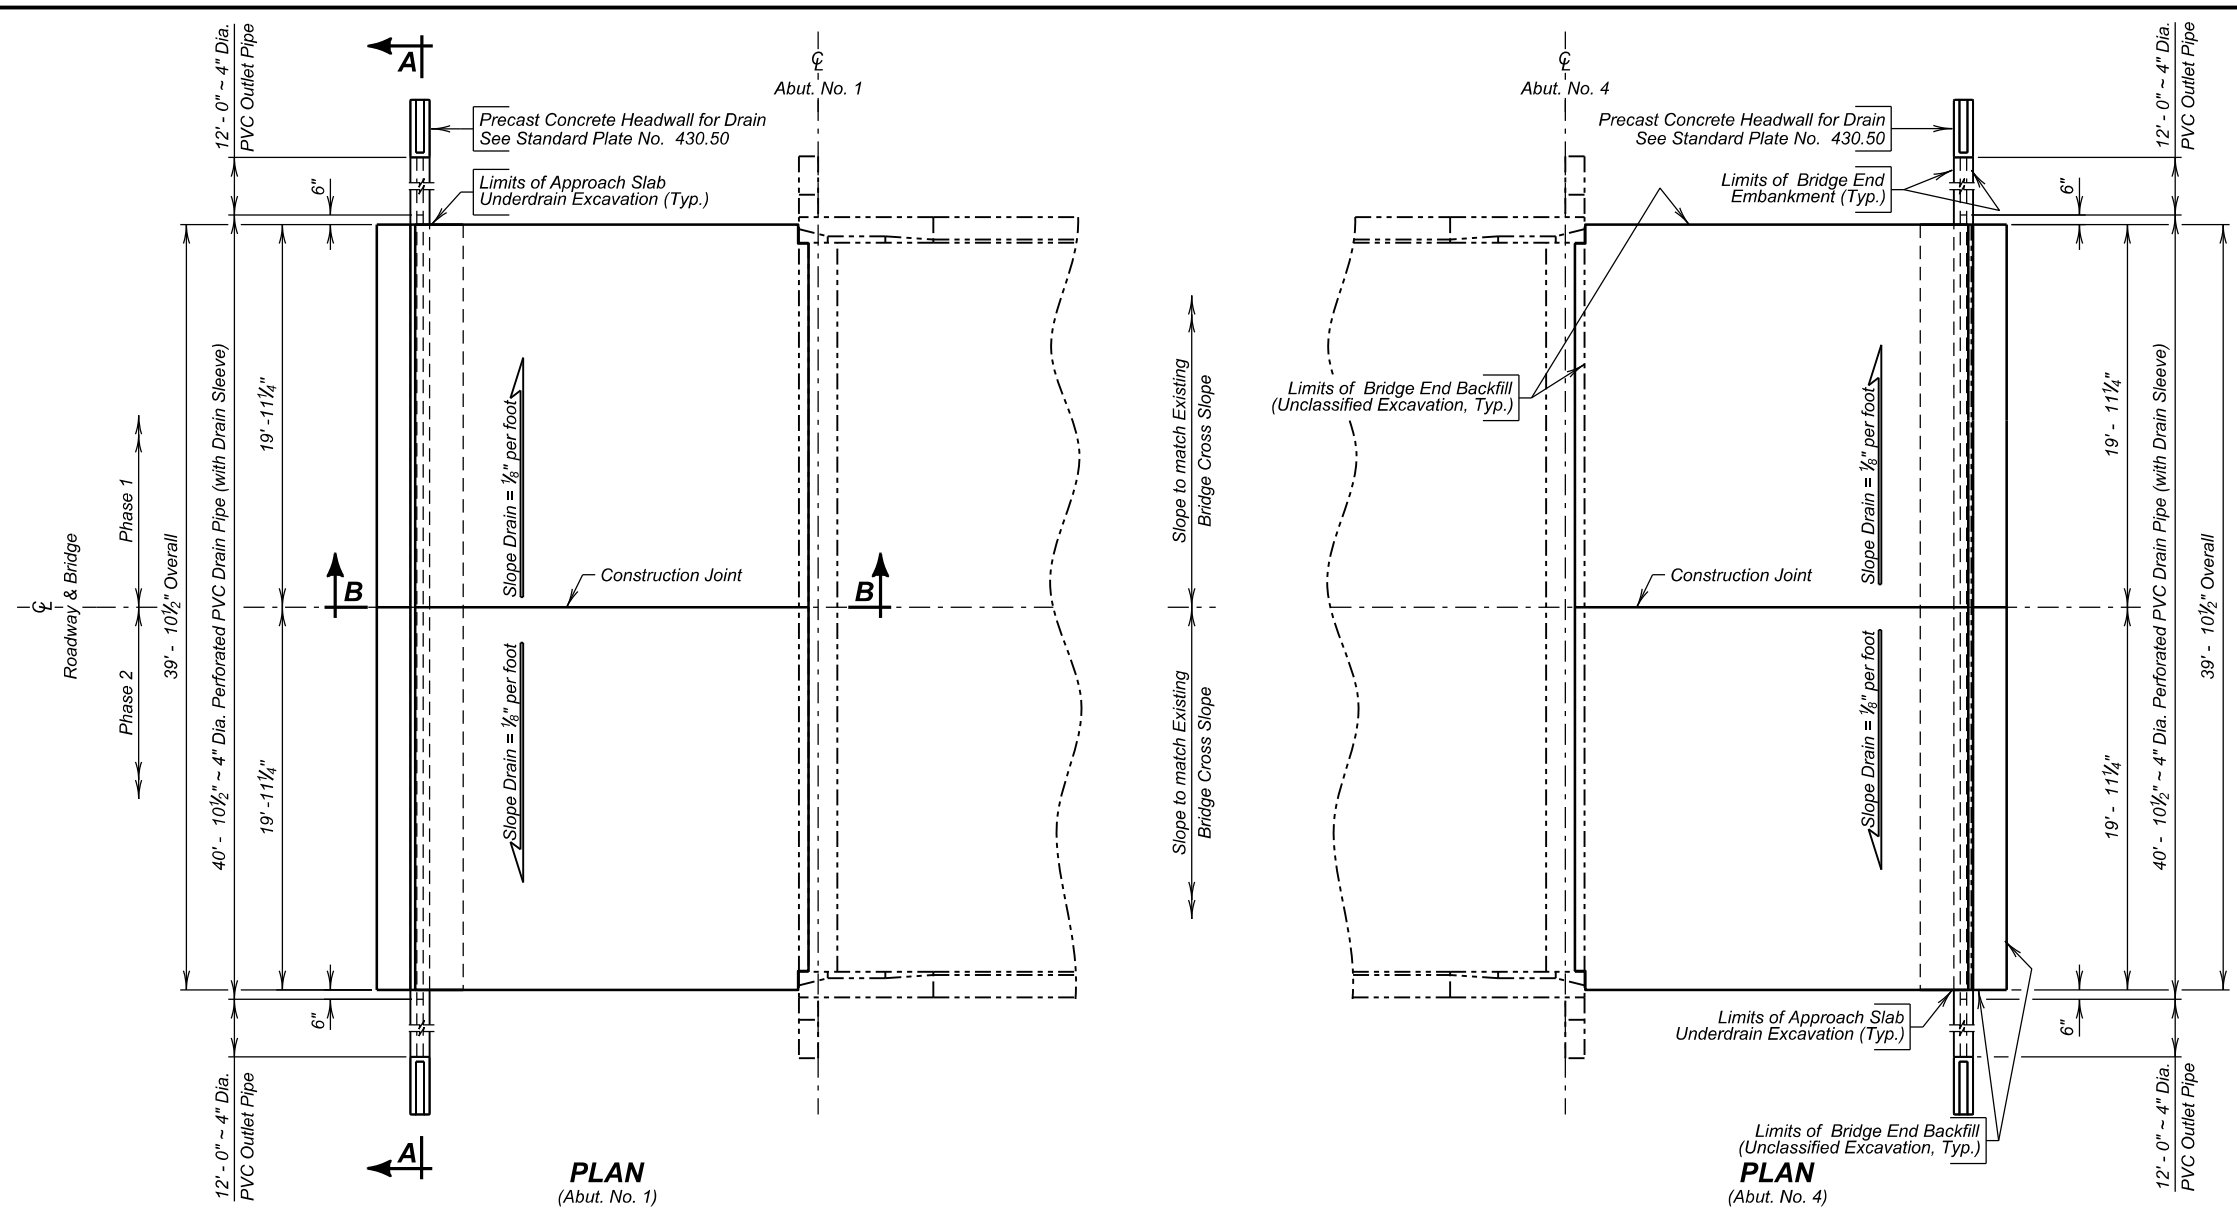 12' - 0" ~ 4" Dia.
PVC Outlet Pipe
A
℄
Abut. No. 1
Precast Concrete Headwall for Drain
See Standard Plate No. 430.50
6"
Limits of Approach Slab
Underdrain Excavation (Typ.)
℄
Roadway & Bridge
Phase 1
Phase 2
39' - 10½" Overall
40' - 10½" ~ 4" Dia. Perforated PVC Drain Pipe (with Drain Sleeve)
19' -11¼"
19' -11¼"
Slope Drain = ⅛" per foot
Slope Drain = ⅛" per foot
B
Construction Joint
B
6"
12' - 0" ~ 4" Dia.
PVC Outlet Pipe
A
PLAN
(Abut. No. 1)
Slope to match Existing
Bridge Cross Slope
Slope to match Existing
Bridge Cross Slope
℄
Abut. No. 4
Precast Concrete Headwall for Drain
See Standard Plate No. 430.50
Limits of Bridge End
Embankment (Typ.)
12' - 0" ~ 4" Dia.
PVC Outlet Pipe
6"
Limits of Bridge End Backfill
(Unclassified Excavation, Typ.)
Slope Drain = ⅛" per foot
Slope Drain = ⅛" per foot
Construction Joint
19' - 11¼"
19' - 11¼"
40' - 10½" ~ 4" Dia. Perforated PVC Drain Pipe (with Drain Sleeve)
39' - 10½" Overall
Limits of Approach Slab
Underdrain Excavation (Typ.)
6"
Limits of Bridge End Backfill
(Unclassified Excavation, Typ.)
12' - 0" ~ 4" Dia.
PVC Outlet Pipe
PLAN
(Abut. No. 4)